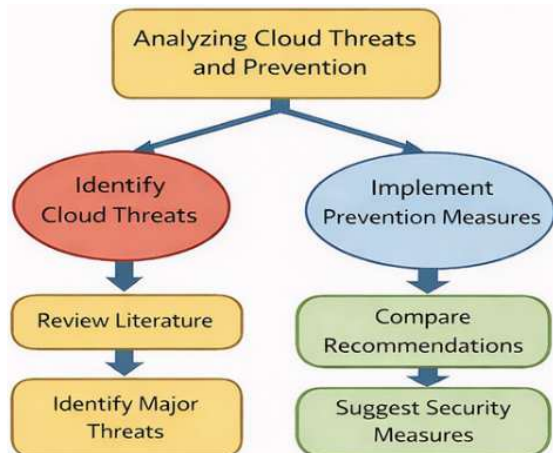 Analyzing Cloud Threats
and Prevention
Identify
Cloud Threats
Implement
Prevention Measures
Review Literature
Compare
Recommendations
Identify Major
Threats
Suggest Security
Measures